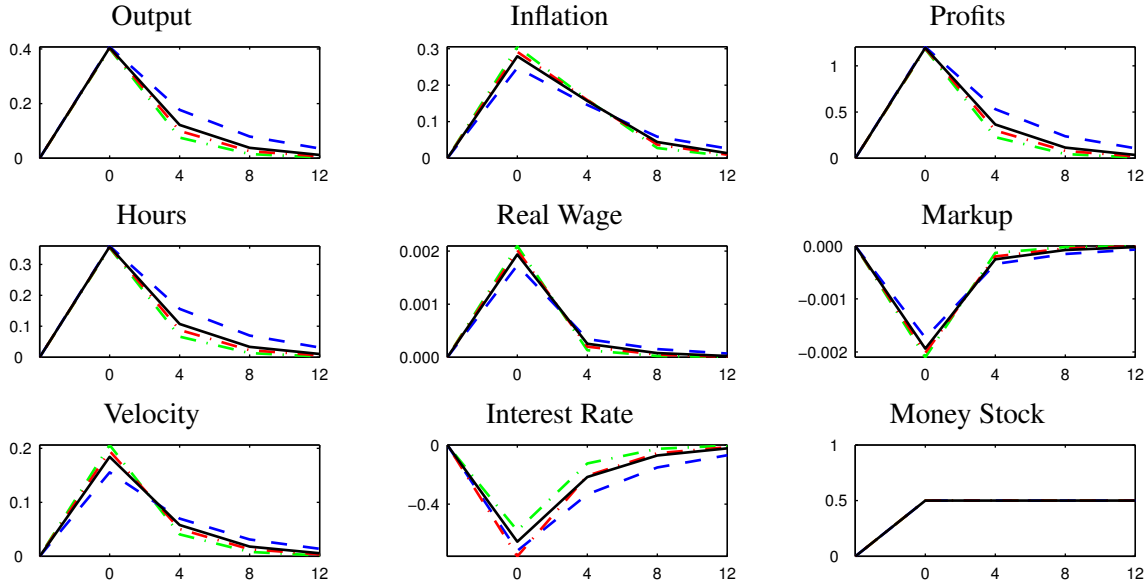 Output
0.4
0.2
0
0 4 8 12
Inflation
0.3
0.2
0.1
0
0 4 8 12
Profits
1
0.5
0
0 4 8 12
Hours
0.3
0.2
0.1
0
0 4 8 12
Real Wage
0.002
0.001
0.000
0 4 8 12
Markup
0.000
−0.001
−0.002
0 4 8 12
Velocity
0.2
0.1
0
0 4 8 12
Interest Rate
0
−0.4
0 4 8 12
Money Stock
1
0.5
0
0 4 8 12